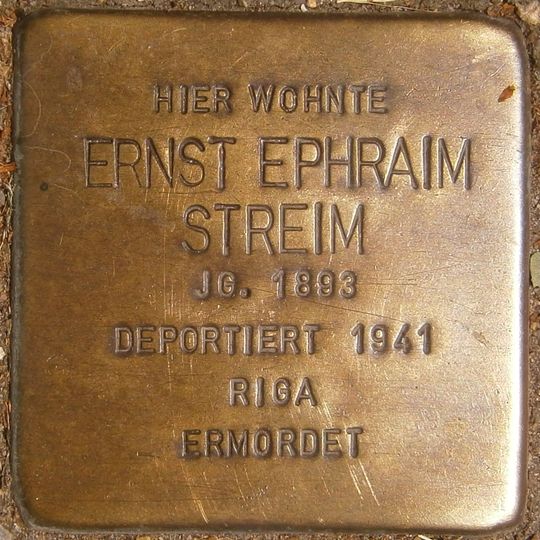 HIER WOHNTE
ERNST EPHRAIM
STREIM
JG. 1893
DEPORTIERT 1941
RIGA
ERMORDET